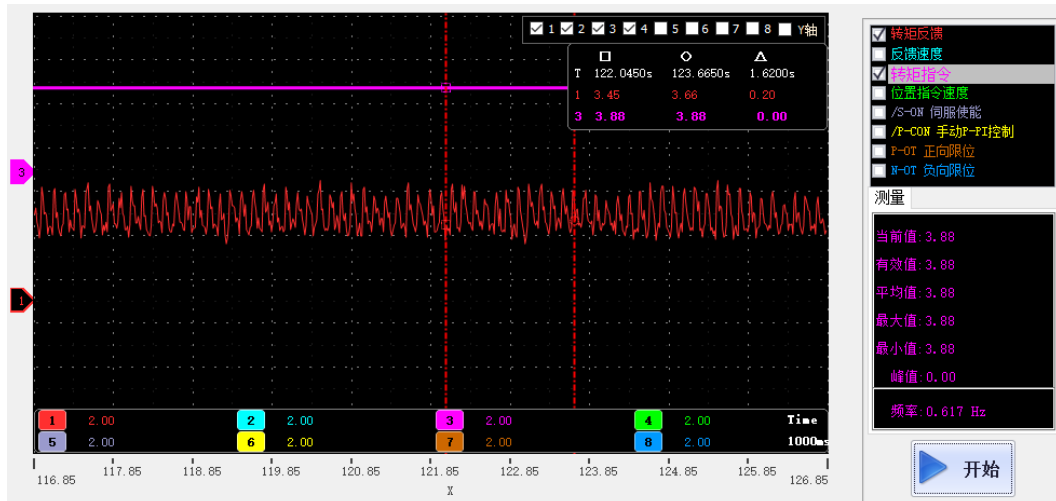 1 2 3 4 5 6 7 8 Y轴
T 122.0450s 123.6650s 1.6200s
1 3.45 3.66 0.20
3 3.88 3.88 0.00
3
1
1 2.00 2 2.00 3 2.00 4 2.00 Time
5 2.00 6 2.00 7 2.00 8 2.00 1000ms
116.85 117.85 118.85 119.85 120.85 121.85 122.85 123.85 124.85 125.85 126.85
X
转矩反馈
反馈速度
转矩指令
位置指令速度
/S-ON 伺服使能
/P-CON 手动P-PI控制
P-OT 正向限位
N-OT 负向限位
测量
当前值:3.88
有效值:3.88
平均值:3.88
最大值:3.88
最小值:3.88
峰值:0.00
频率:0.617 Hz
开始